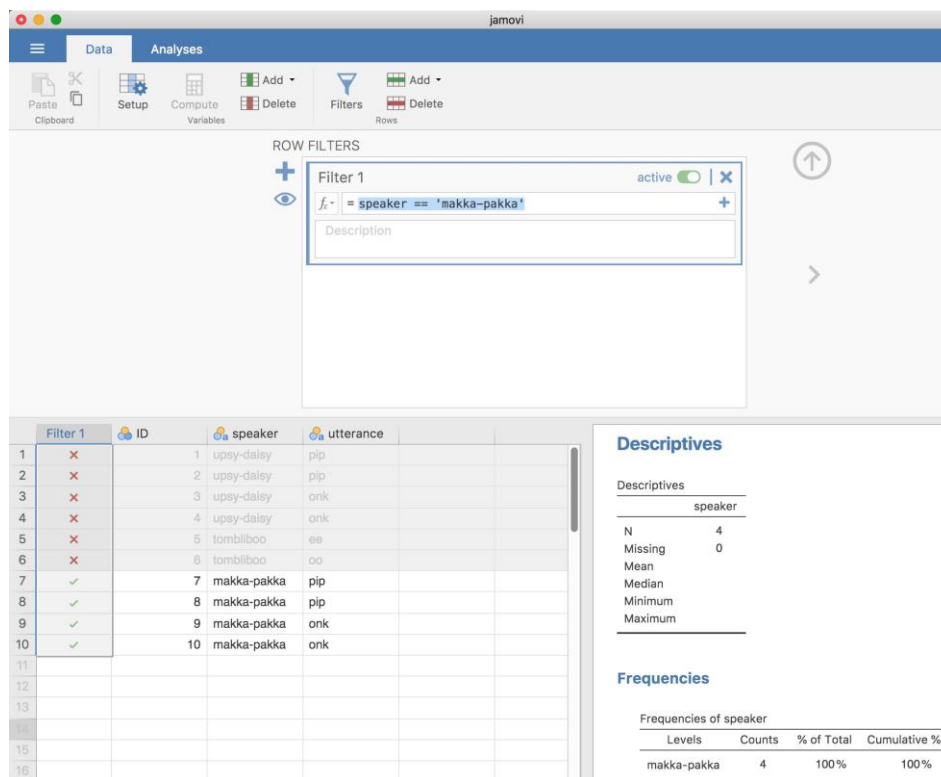 jamovi
Data Analyses
Paste Clipboard
Setup Compute Add Delete Variables
Filters Add Delete Rows
ROW FILTERS
Filter 1 active
fx = speaker == 'makka-pakka'
Description
Filter 1 ID speaker utterance
1 1 upsy-daisy pip
2 2 upsy-daisy pip
3 3 upsy-daisy onk
4 4 upsy-daisy onk
5 5 tombliboo ee
6 6 tombliboo oo
7 7 makka-pakka pip
8 8 makka-pakka pip
9 9 makka-pakka onk
10 10 makka-pakka onk
11
12
13
14
15
16
Descriptives
Descriptives
speaker
N 4
Missing 0
Mean
Median
Minimum
Maximum
Frequencies
Frequencies of speaker
Levels Counts % of Total Cumulative %
makka-pakka 4 100% 100%